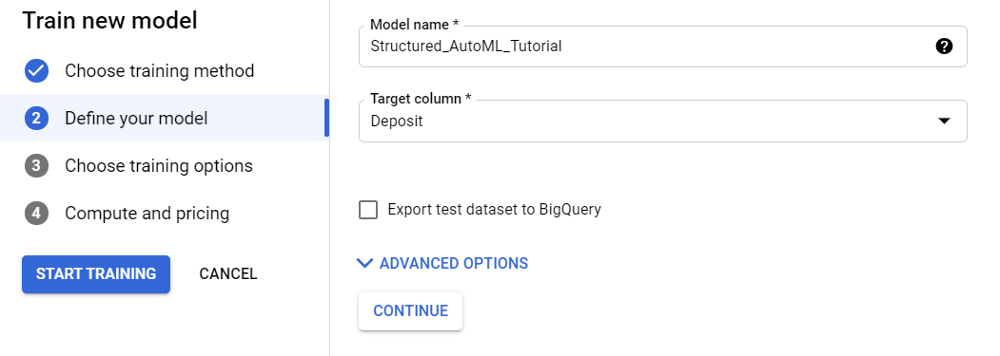 Train new model
Choose training method
2 Define your model
3 Choose training options
4 Compute and pricing
START TRAINING CANCEL
Model name *
Structured_AutoML_Tutorial ?
Target column *
Deposit
Export test dataset to BigQuery
ADVANCED OPTIONS
CONTINUE